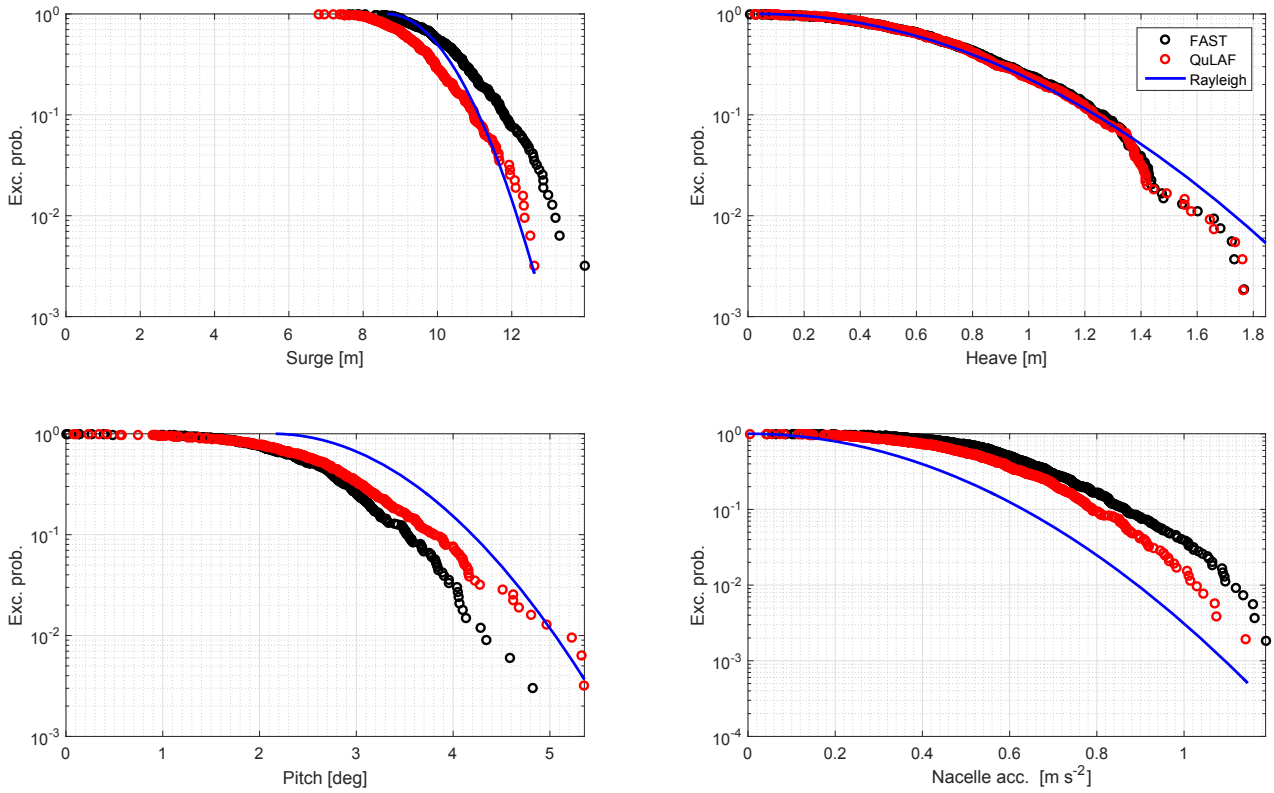 10^0
10^-1
10^-2
10^-3
Exc. prob.
0 2 4 6 8 10 12
Surge [m]
10^0
10^-1
10^-2
10^-3
Exc. prob.
0 0.2 0.4 0.6 0.8 1 1.2 1.4 1.6 1.8
Heave [m]
FAST
QuLAF
Rayleigh
10^0
10^-1
10^-2
10^-3
Exc. prob.
0 1 2 3 4 5
Pitch [deg]
10^0
10^-1
10^-2
10^-3
10^-4
Exc. prob.
0 0.2 0.4 0.6 0.8 1
Nacelle acc. [m s^-2]